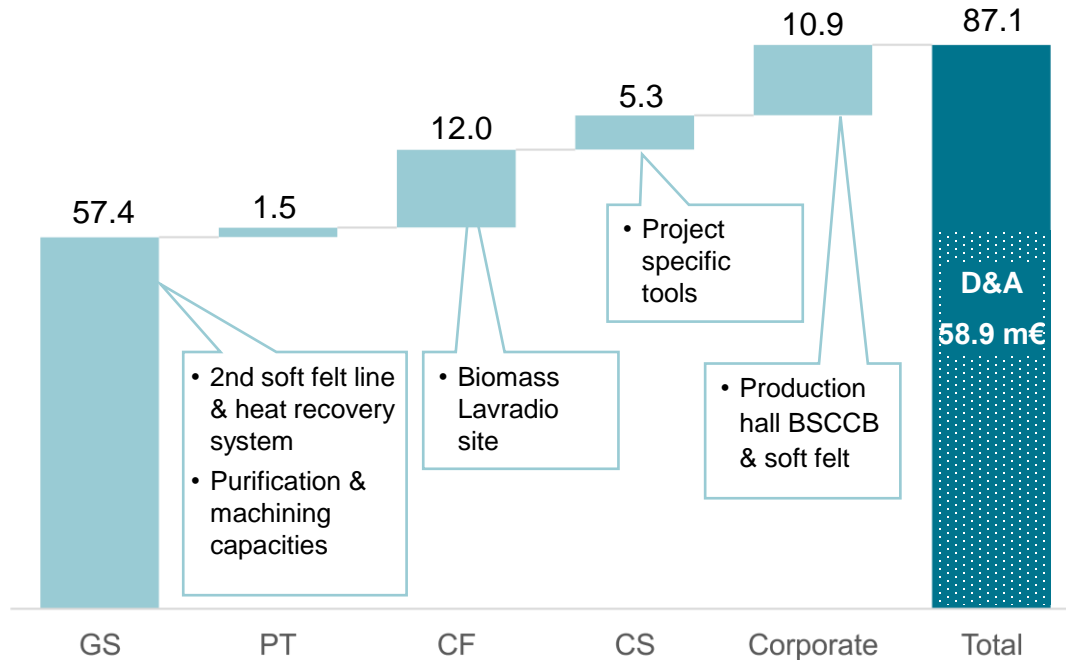 57.4
1.5
12.0
5.3
10.9
87.1
• 2nd soft felt line
& heat recovery
system
• Purification &
machining
capacities
• Biomass
Lavradio
site
• Project
specific
tools
• Production
hall BSCCB
& soft felt
D&A
58.9 m€
GS
PT
CF
CS
Corporate
Total